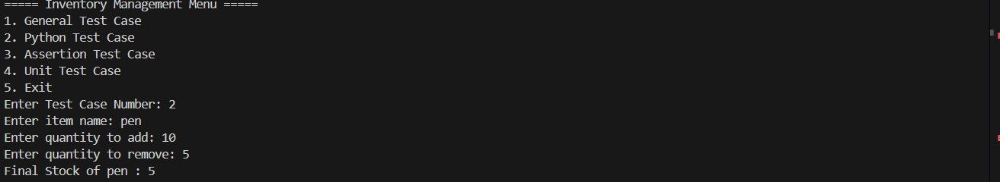 ===== Inventory Management Menu =====
1. General Test Case
2. Python Test Case
3. Assertion Test Case
4. Unit Test Case
5. Exit
Enter Test Case Number: 2
Enter item name: pen
Enter quantity to add: 10
Enter quantity to remove: 5
Final Stock of pen : 5